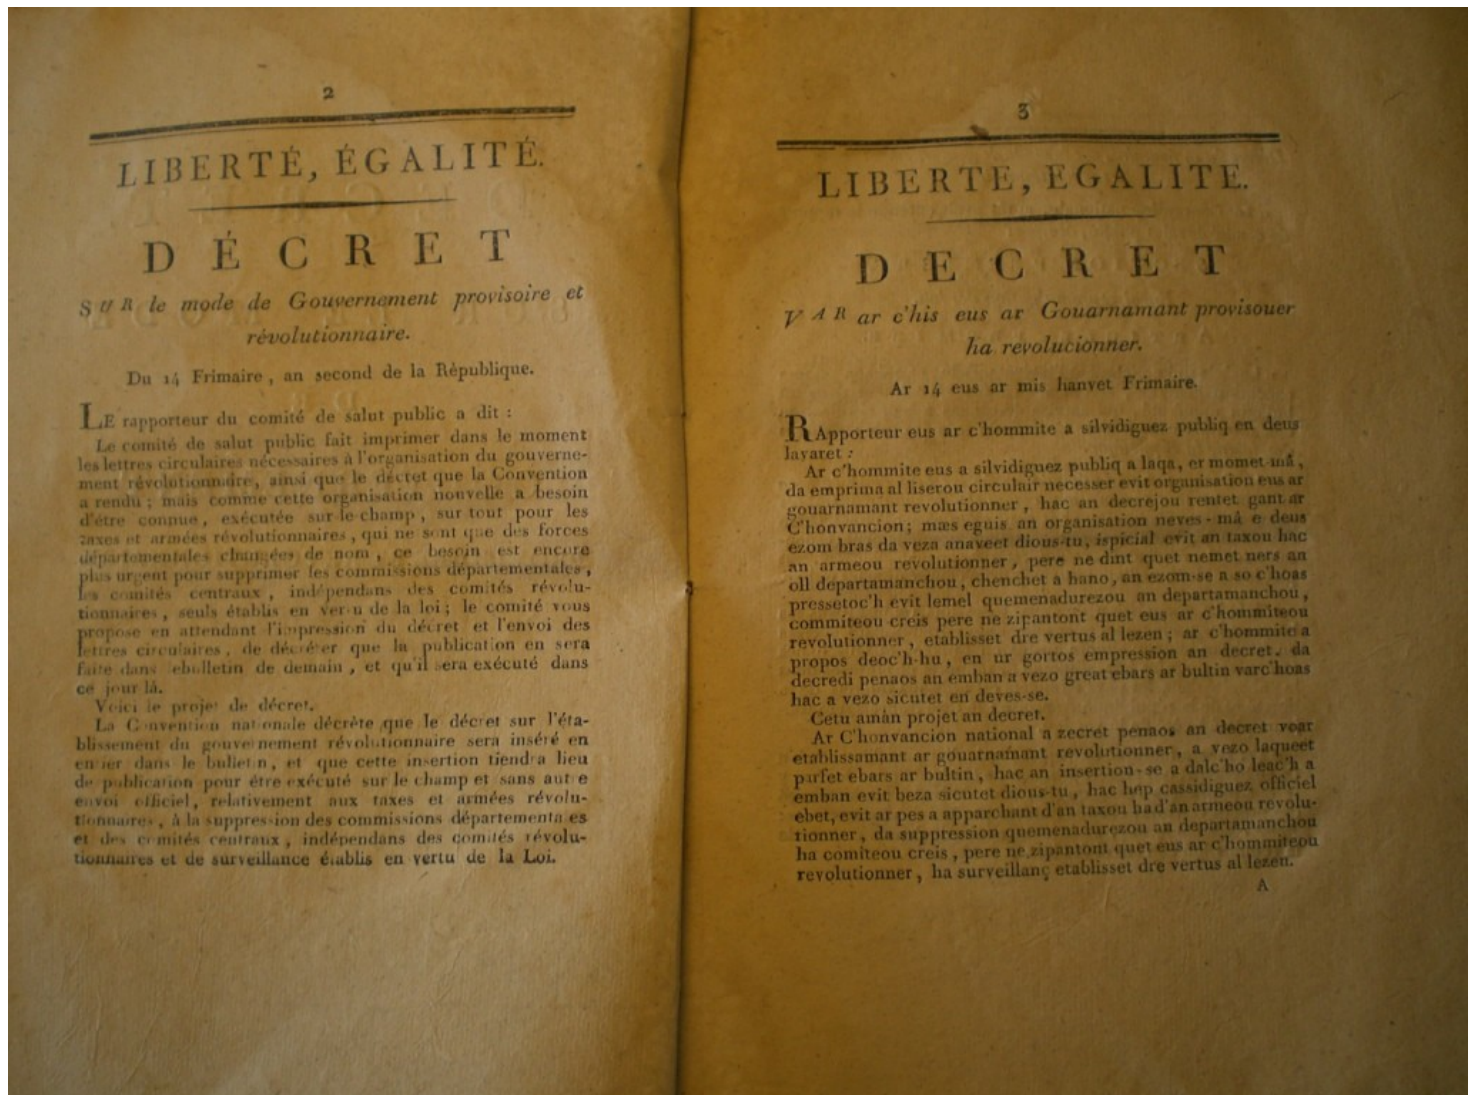 2
LIBERTÉ, ÉGALITÉ.
DÉCRET
SUR le mode de Gouvernement provisoire et
révolutionnaire.
Du 14 Frimaire, an second de la République.
LE rapporteur du comité de salut public a dit :
Le comité de salut public fait imprimer dans le moment
les lettres circulaires nécessaires à l'organisation du gouverne-
ment révolutionnaire, ainsi que le décret que la Convention
a rendu ; mais comme cette organisation nouvelle a besoin
d'être connue, exécutée sur-le-champ, sur tout pour les
taxes et armées révolutionnaires, qui ne sont que des forces
départementales changées de nom, ce besoin est encore
plus urgent pour supprimer les commissions départementales,
les comités centraux, indépendans des comités révolu-
tionnaires, seuls établis en vertu de la loi ; le comité vous
propose en attendant l'impression du décret et l'envoi des
lettres circulaires, de décréter que la publication en sera
faite dans lebulletin de demain, et qu'il sera exécuté dans
ce jour là.
Voici le projet de décret.
La Convention nationale décrète que le décret sur l'éta-
blissement du gouvernement révolutionnaire sera inséré en
entier dans le bulletin, et que cette insertion tiendra lieu
de publication pour être exécuté sur le champ et sans autre
envoi officiel, relativement aux taxes et armées révolu-
tionnaires, à la suppression des commissions départementales
et des comités centraux, indépendans des comités révolu-
tionnaires et de surveillance établis en vertu de la Loi.
3
LIBERTE, EGALITE.
DECRET
VAR ar c'his eus ar Gouarnamant provisouer
ha revolucionner.
Ar 14 eus ar mis hanvet Frimaire.
RApporteur eus ar c'hommite a silvidiguez publiq en deus
lavaret :
Ar c'hommite eus a silvidiguez publiq a laqa, er momet-mâ,
da emprima al liserou circulair necesser evit organisation eus ar
gouarnamant revolutionner, hac an decrejou rentet gant ar
C'honvancion; mæs eguis an organisation neves-mâ e deus
ezom bras da veza anaveet dious-tu, ispicial evit an taxou hac
an armeou revolutionner, pere ne dint quet nemet ners an
oll departamanchou, chenchet a hano, an ezom-se a so c'hoas
pressetoc'h evit lemel quemenadurezou an departamanchou,
commiteou creis pere ne zipantont quet eus ar c'hommiteou
revolutionner, etablisset dre vertus al lezen ; ar c'hommite a
propos deoc'h-hu, en ur gortos empression an decret, da
decredi penaos an emban a vezo great ebars ar bultin varc'hoas
hac a vezo sicutet en deves-se.
Cetu amàn projet an decret.
Ar C'honvancion national a zecret penaos an decret voar
etablissamant ar gouarnamant revolutionner, a vezo laqueet
parfet ebars ar bultin, hac an insertion-se a dalc'ho leac'h a
emban evit beza sicutet dious-tu, hac hep cassidiguez officiel
ebet, evit ar pes a apparchant d'an taxou had'an armeou revolu-
tionner, da suppression quemenadurezou an departamanchou
ha comiteou creis, pere ne zipantont quet eus ar c'hommiteou
revolutionner, ha surveillanç etablisset dre vertus al lezen.
A